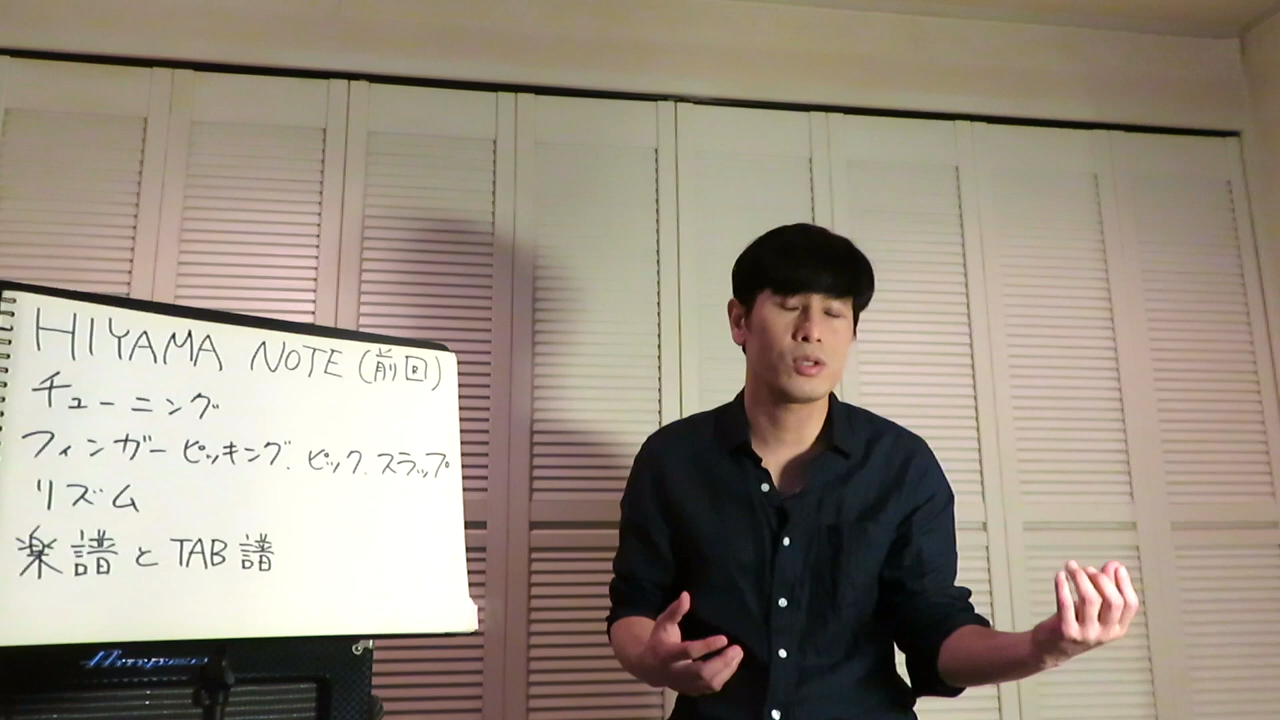 HIYAMA NOTE (前回)
チューニング
フィンガーピッキング、ピック、スラップ
リズム
楽譜とTAB譜
Ampeg